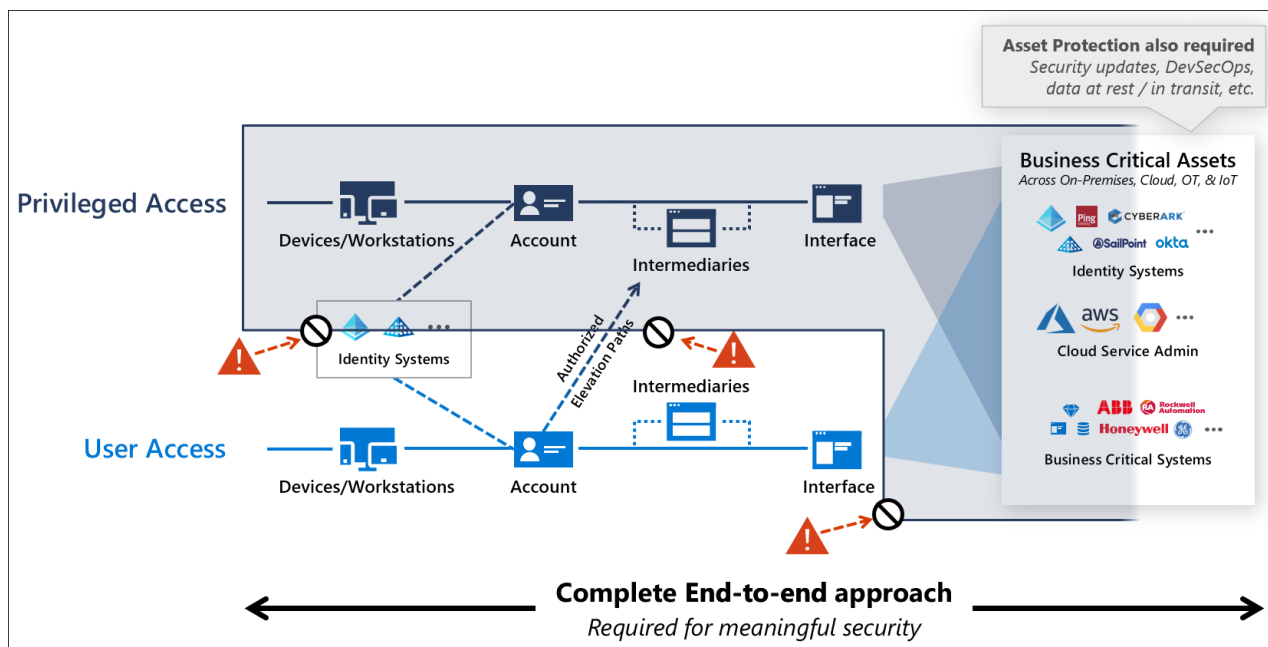 Asset Protection also required
Security updates, DevSecOps,
data at rest / in transit, etc.
Privileged Access
Devices/Workstations
Account
Intermediaries
Interface
Business Critical Assets
Across On-Premises, Cloud, OT, & IoT
Ping
CYBERARK
SailPoint
okta
...
Identity Systems
aws
...
Cloud Service Admin
ABB
RA
Rockwell
Automation
Honeywell
GE
...
Business Critical Systems
...
Identity Systems
Authorized
Elevation Paths
User Access
Devices/Workstations
Account
Intermediaries
Interface
Complete End-to-end approach
Required for meaningful security